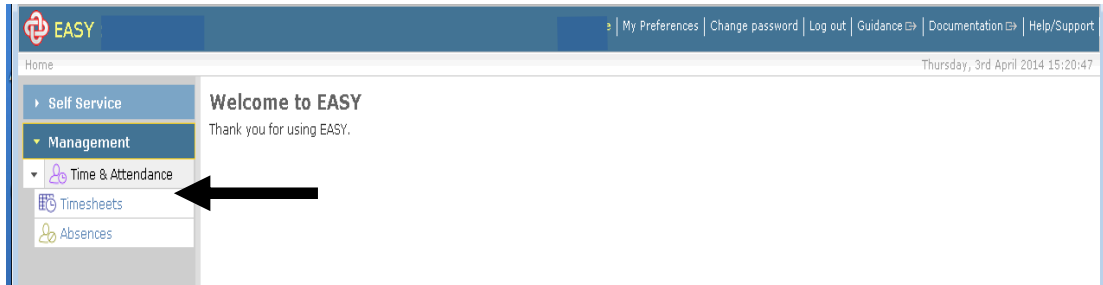 EASY
My Preferences | Change password | Log out | Guidance | Documentation | Help/Support
Home
Thursday, 3rd April 2014 15:20:47
Self Service
Management
Time & Attendance
Timesheets
Absences
Welcome to EASY
Thank you for using EASY.